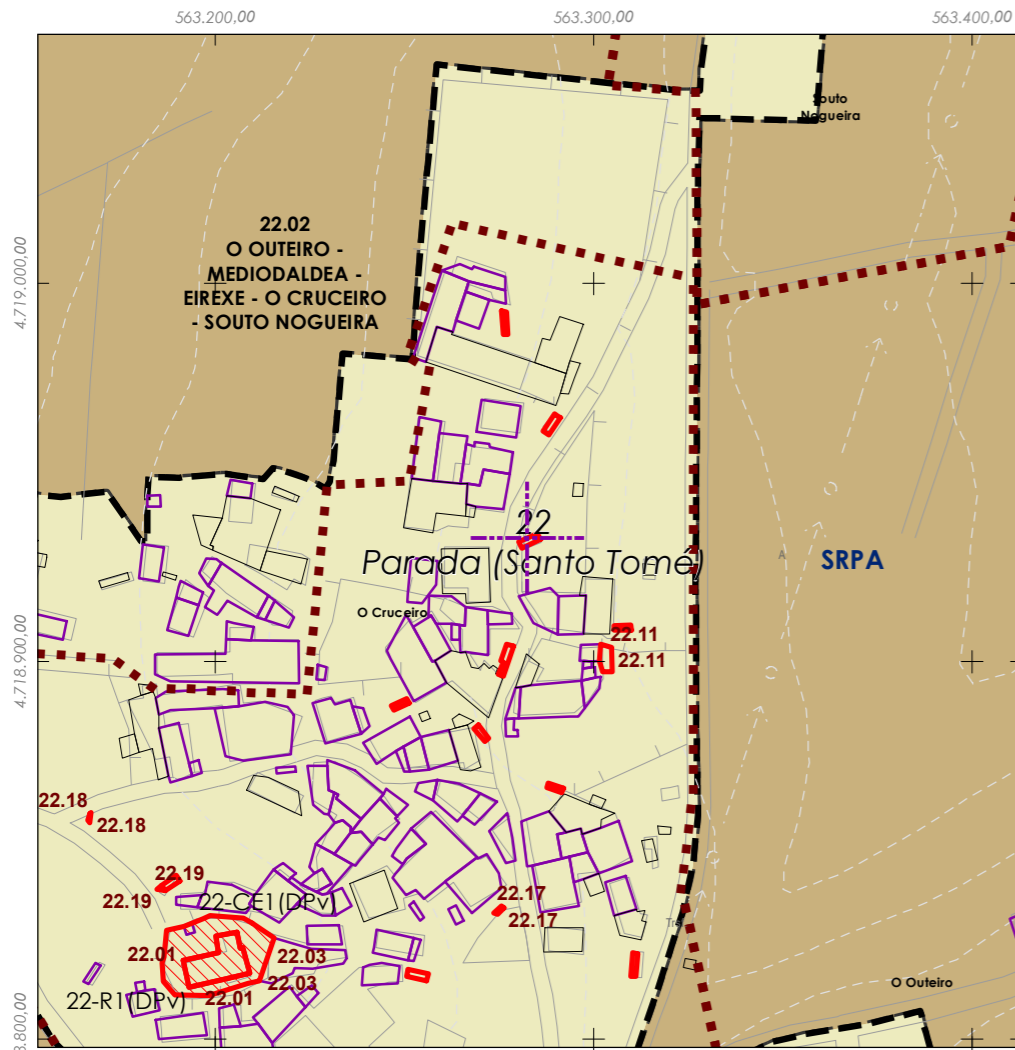 563.200,00
563.300,00
563.400,00
Souto
Nogueira
22.02
O OUTEIRO -
MEDIODALDEA -
EIREXE - O CRUCEIRO
- SOUTO NOGUEIRA
4.719.000,00
22
Parada (Santo Tomé)
SRPA
O Cruceiro
22.11
22.11
4.718.900,00
22.18
22.18
22.19
22.19
22-CE1(DPv)
22.17
22.17
22.01
22.03
22.03
22-R1(DPv)
22.01
O Outeiro
8.800,00